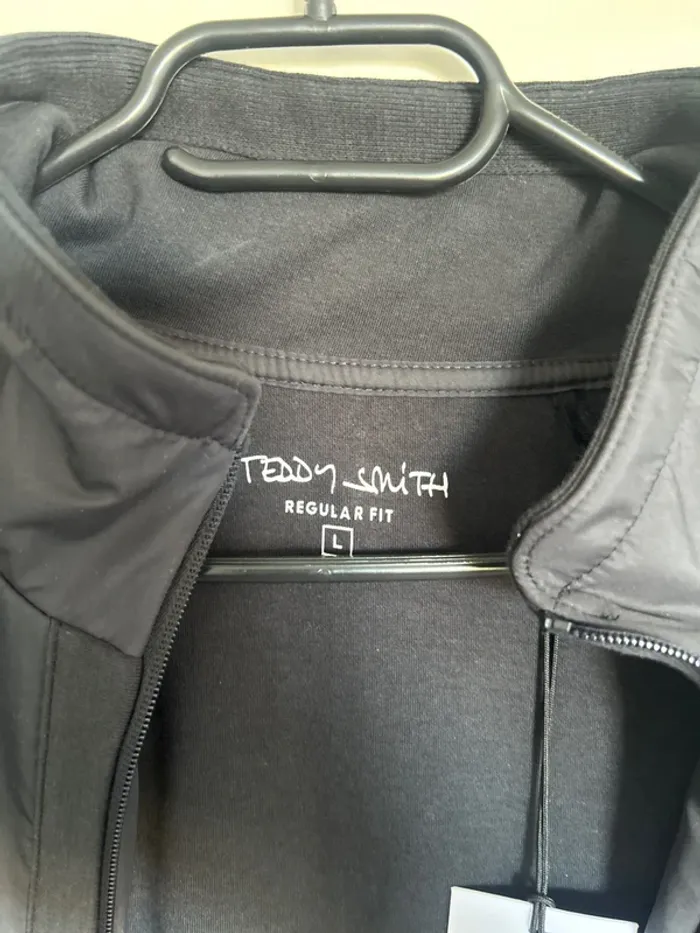 TEDDY SMITH
REGULAR FIT
L